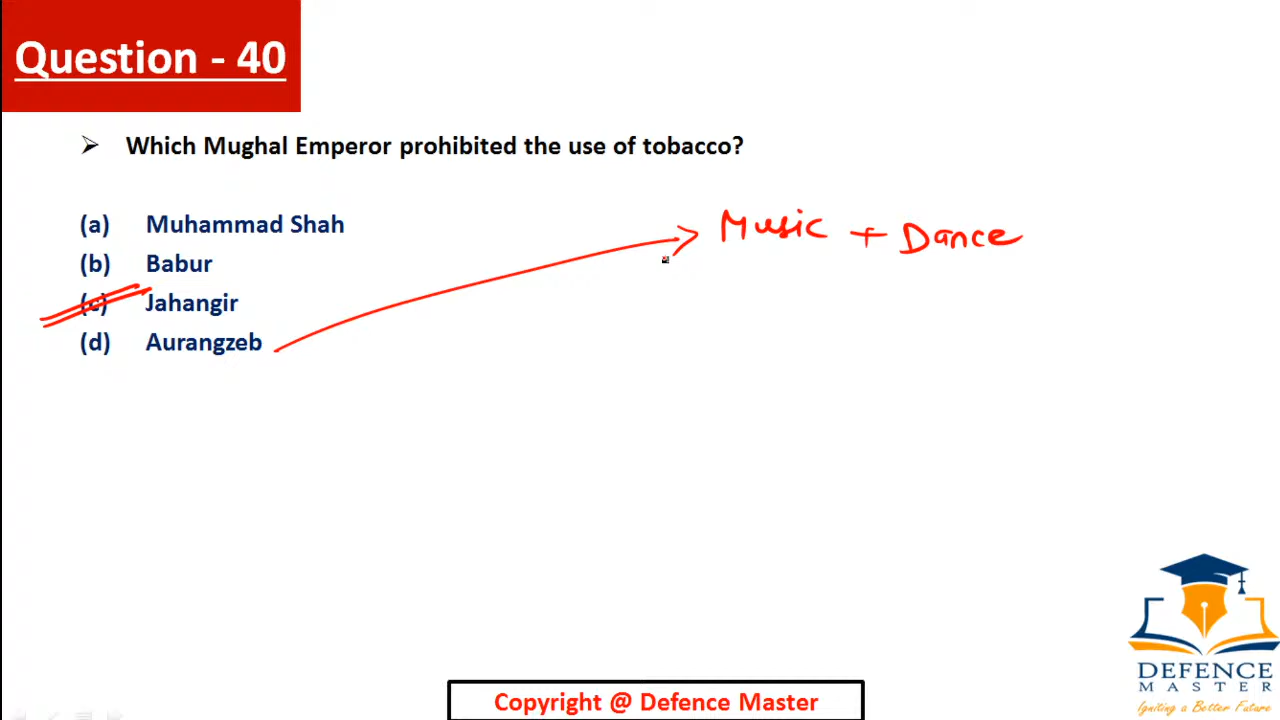 Question - 40
Which Mughal Emperor prohibited the use of tobacco?
(a) Muhammad Shah
Music + Dance
(b) Babur
(c) Jahangir
(d) Aurangzeb
DEFENCE
MASTER
Igniting a Better Future
Copyright @ Defence Master